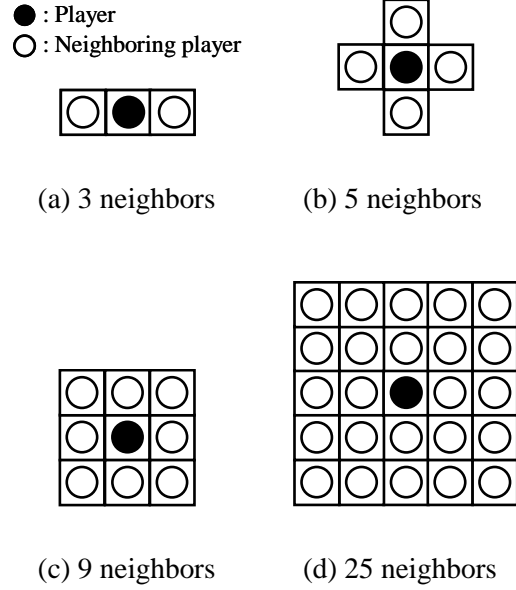 : Player
: Neighboring player
(a) 3 neighbors
(b) 5 neighbors
(c) 9 neighbors
(d) 25 neighbors